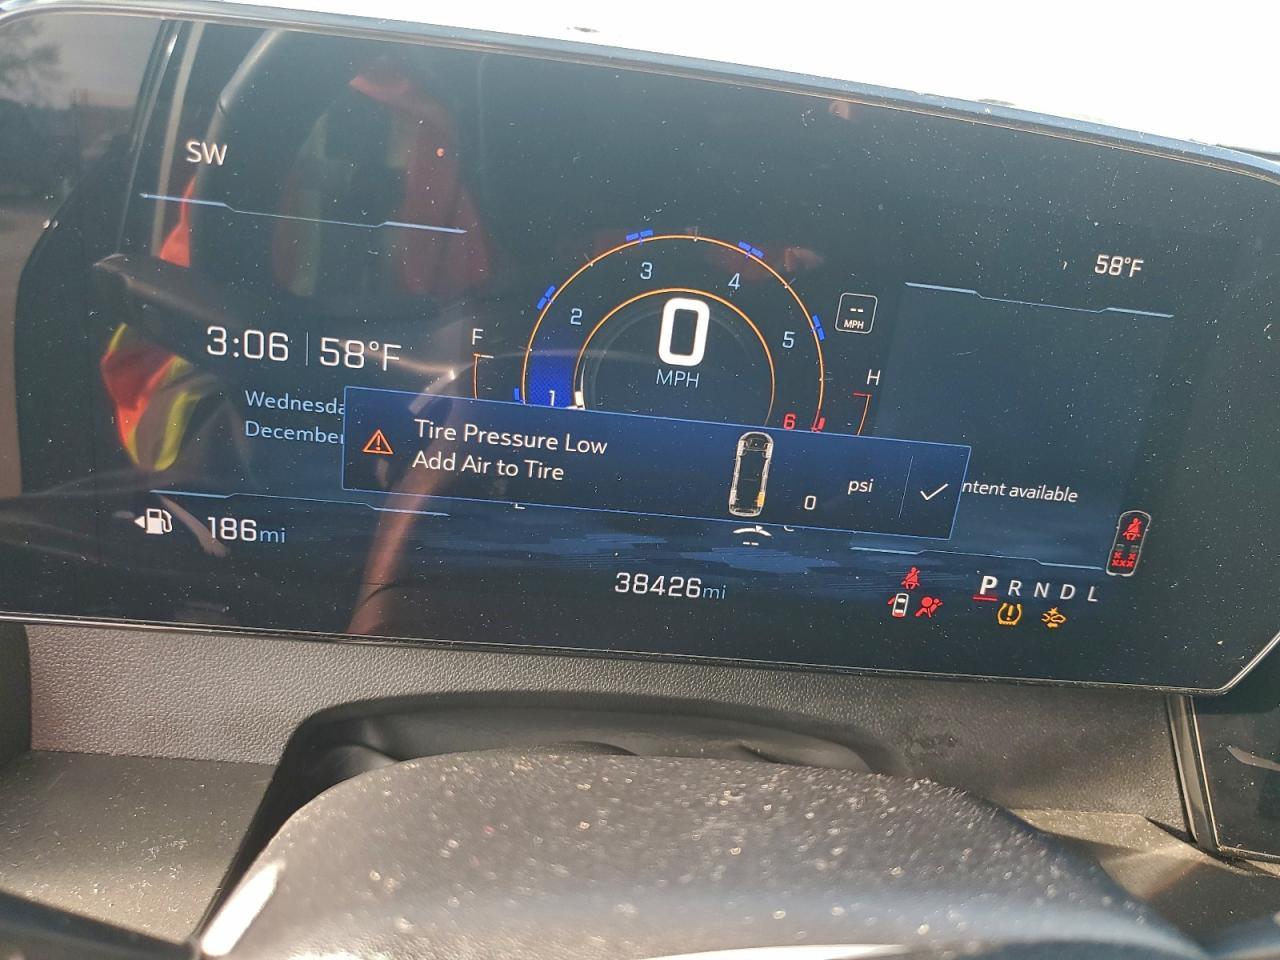 SW
58°F
3:06 58°F
Wednesda
December
F
1
2
3
4
5
6
0
MPH
--
MPH
H
Tire Pressure Low
Add Air to Tire
0 psi
ntent available
186mi
--
38426mi
P R N D L